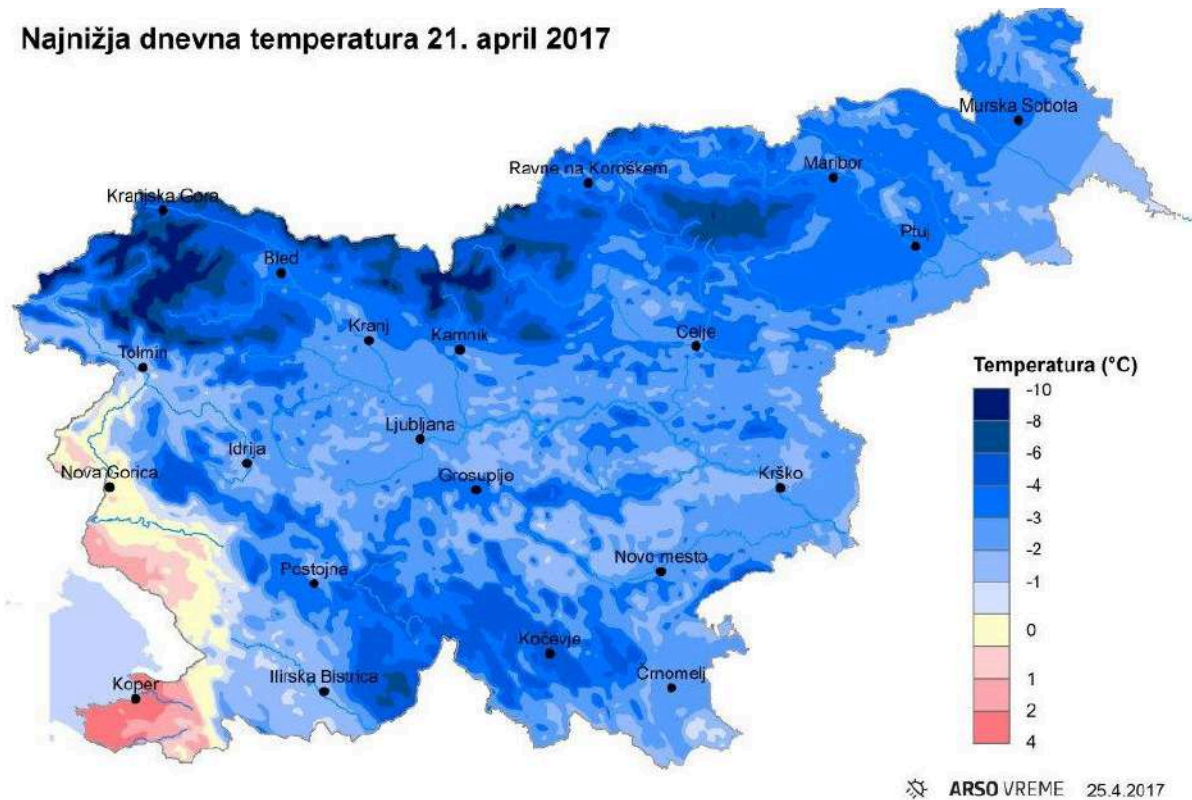 Najnižja dnevna temperatura 21. april 2017
Murska Sobota
Ravne na Koroškem
Maribor
Kranjska Gora
Ptuj
Bled
Kranj
Kamnik
Celje
Tolmin
Temperatura (°C)
-10
-8
-6
-4
-3
-2
-1
0
1
2
4
Ljubljana
Idrija
Nova Gorica
Grosuplje
Krško
Postojna
Novo mesto
Kočevje
Koper
Ilirska Bistrica
Črnomelj
ARSO VREME 25.4.2017